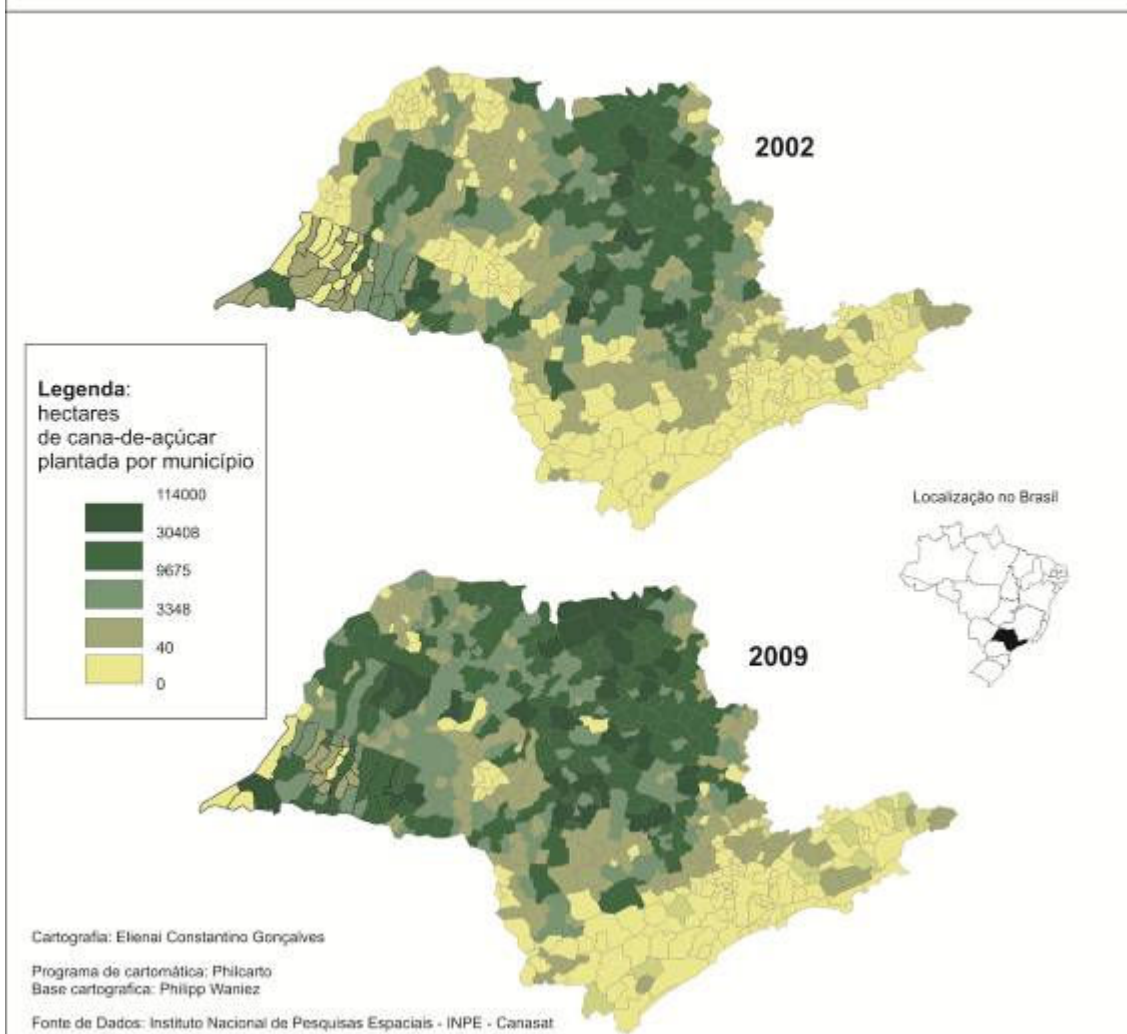 2002
Legenda:
hectares
de cana-de-açúcar
plantada por município
114000
30408
9675
3348
40
0
Localização no Brasil
2009
Cartografia: Elienai Constantino Gonçalves
Programa de cartomática: Philcarto
Base cartografica: Philipp Waniez
Fonte de Dados: Instituto Nacional de Pesquisas Espaciais - INPE - Canasat